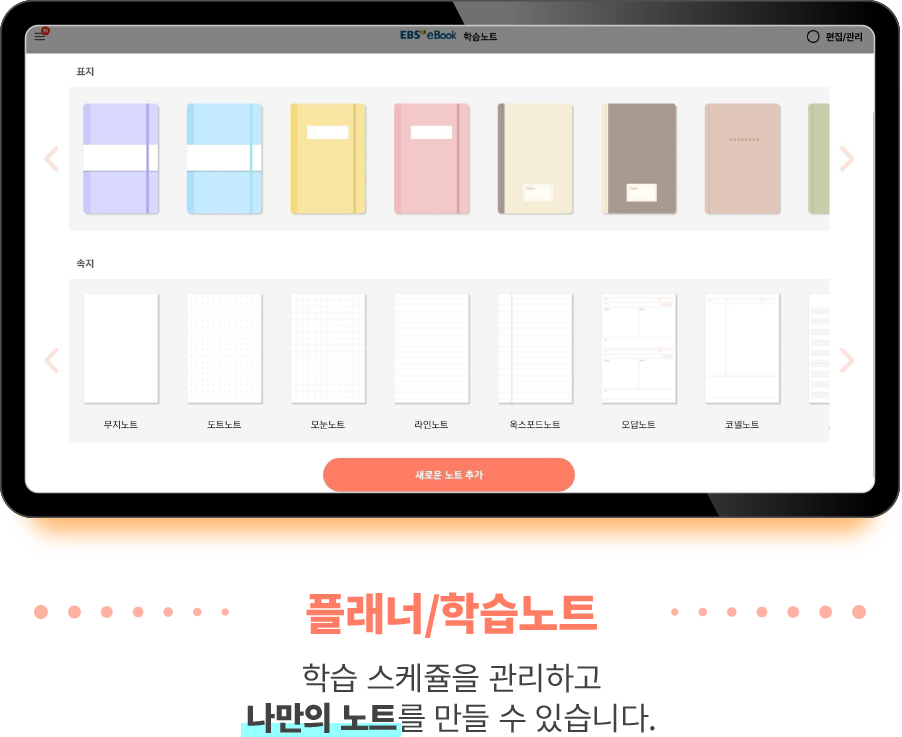 N
EBS eBook 학습노트
편집/관리
표지
NOTEBOOK
속지
무지노트
도트노트
모눈노트
라인노트
옥스포드노트
오답노트
코넬노트
새로운 노트 추가
플래너/학습노트
학습 스케쥴을 관리하고
나만의 노트를 만들 수 있습니다.